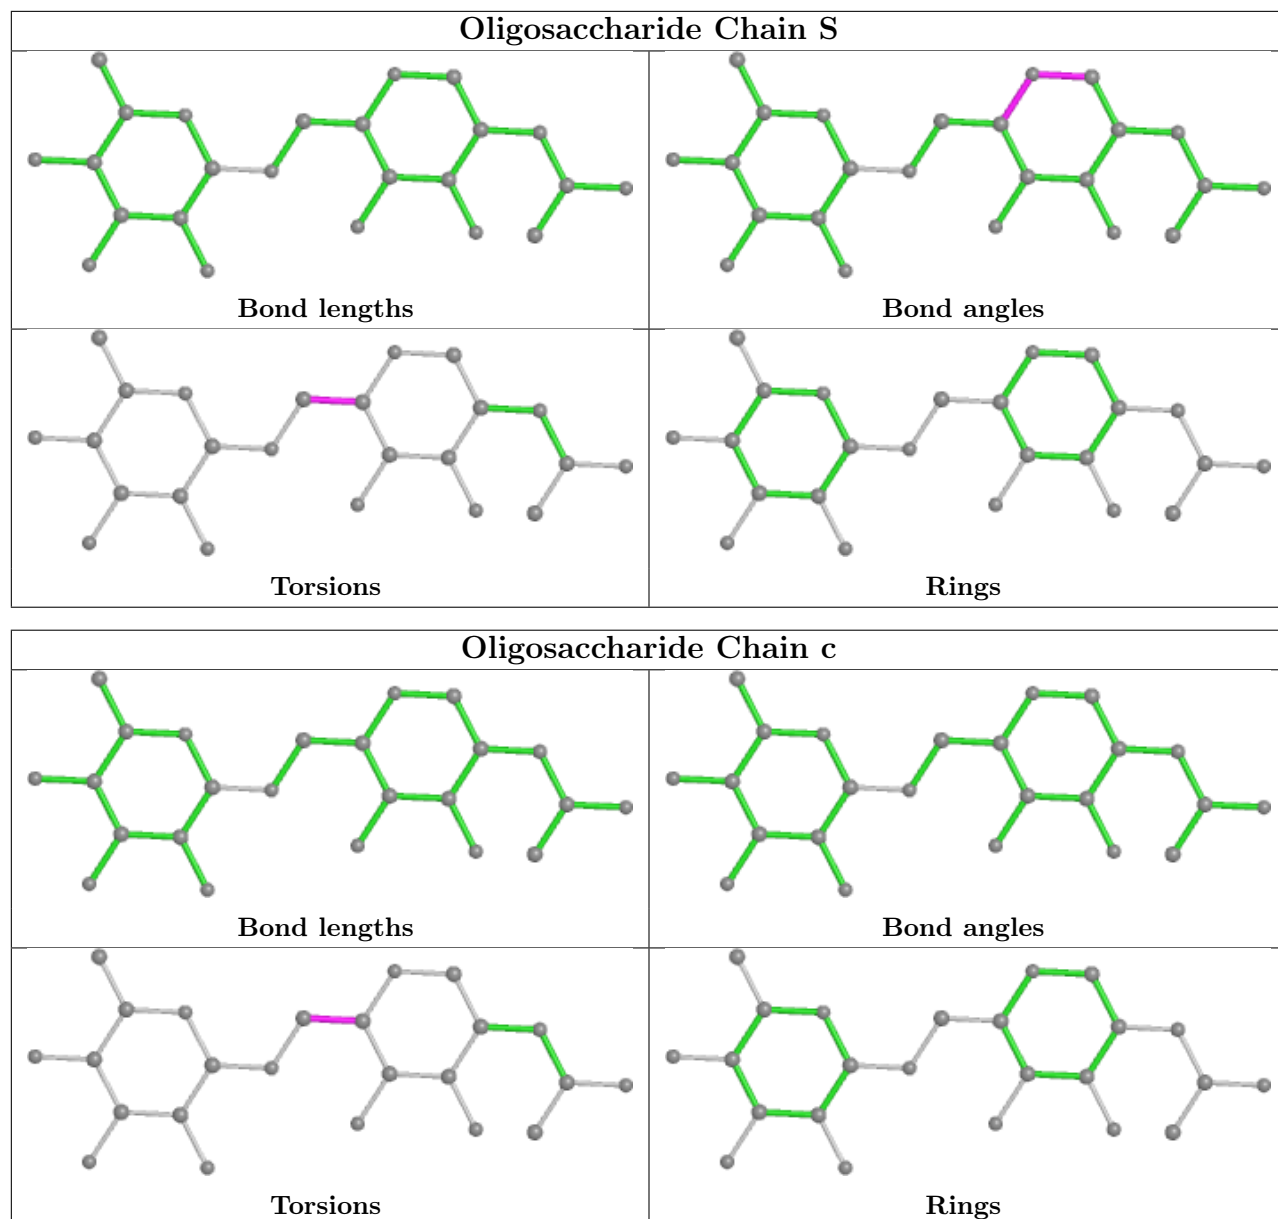 Oligosaccharide Chain S
Bond lengths
Bond angles
Torsions
Rings
Oligosaccharide Chain c
Bond lengths
Bond angles
Torsions
Rings